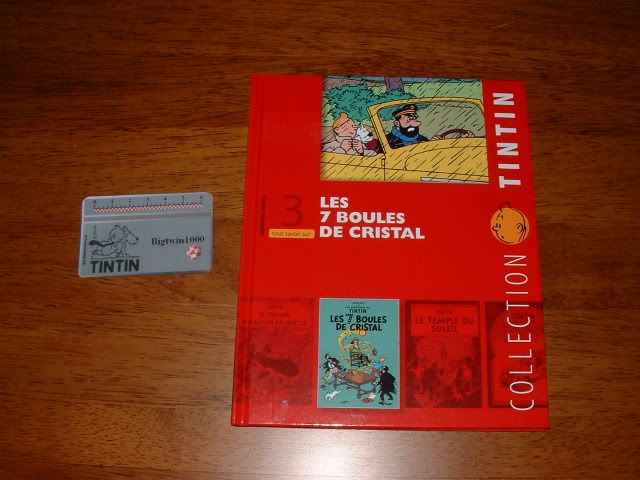 TINTIN
Bigtwin1000
3
tout savoir sur
LES
7 BOULES
DE CRISTAL
COLLECTION TINTIN
HERGÉ
TINTIN
LES 7 BOULES
DE CRISTAL
TINTIN
LE TEMPLE DU
SOLEIL